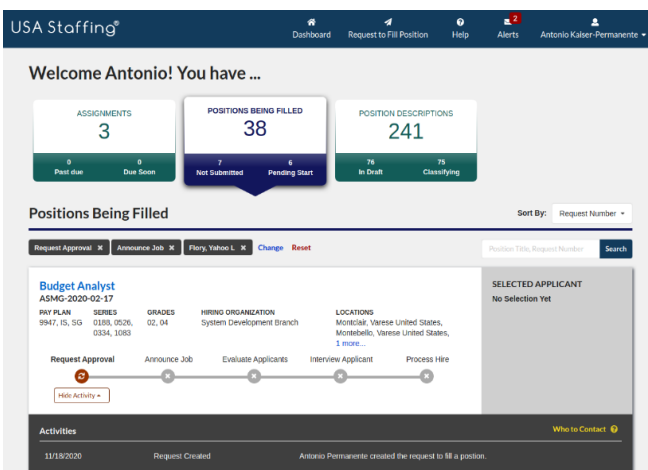 USA Staffing®
Dashboard
Request to Fill Position
Help
2
Alerts
Antonio Kaiser-Permanente
Welcome Antonio! You have ...
ASSIGNMENTS
3
0
Past due
0
Due Soon
POSITIONS BEING FILLED
38
7
Not Submitted
6
Pending Start
POSITION DESCRIPTIONS
241
76
In Draft
75
Classifying
Positions Being Filled
Sort By:
Request Number
Request Approval
Announce Job
Flory, Yahoo L
Change
Reset
Position Title, Request Number
Search
Budget Analyst
ASMG-2020-02-17
PAY PLAN
9947, IS, SG
SERIES
0188, 0526,
0334, 1083
GRADES
02, 04
HIRING ORGANIZATION
System Development Branch
LOCATIONS
Montclair, Varese United States,
Montebello, Varese United States,
1 more...
SELECTED APPLICANT
No Selection Yet
Request Approval
Announce Job
Evaluate Applicants
Interview Applicant
Process Hire
Hide Activity
Activities
Who to Contact
11/18/2020
Request Created
Antonio Permanente created the request to fill a postion.